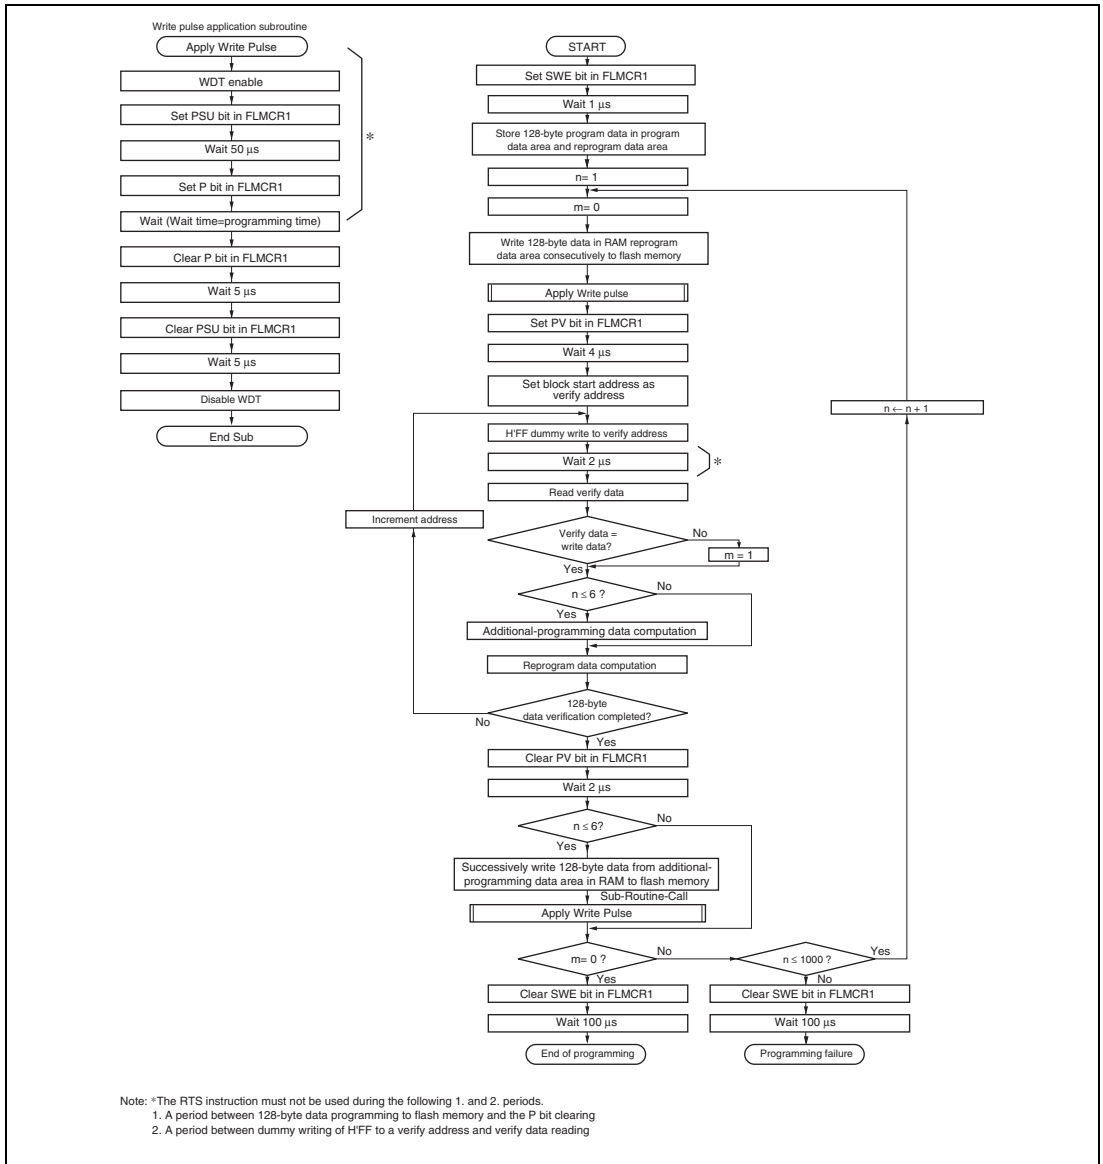 Write pulse application subroutine
Apply Write Pulse
WDT enable
Set PSU bit in FLMCR1
Wait 50 μs
Set P bit in FLMCR1
Wait (Wait time=programming time)
Clear P bit in FLMCR1
Wait 5 μs
Clear PSU bit in FLMCR1
Wait 5 μs
Disable WDT
End Sub
*
START
Set SWE bit in FLMCR1
Wait 1 μs
Store 128-byte program data in program
data area and reprogram data area
n= 1
m= 0
Write 128-byte data in RAM reprogram
data area consecutively to flash memory
Apply Write pulse
Set PV bit in FLMCR1
Wait 4 μs
Set block start address as
verify address
n ← n + 1
H'FF dummy write to verify address
Wait 2 μs
*
Read verify data
Increment address
Verify data =
write data?
No
m = 1
Yes
n ≤ 6 ?
No
Yes
Additional-programming data computation
Reprogram data computation
128-byte
data verification completed?
No
Yes
Clear PV bit in FLMCR1
Wait 2 μs
n ≤ 6?
No
Yes
Successively write 128-byte data from additional-
programming data area in RAM to flash memory
Sub-Routine-Call
Apply Write Pulse
m= 0 ?
No
n ≤ 1000 ?
Yes
Yes
No
Clear SWE bit in FLMCR1
Clear SWE bit in FLMCR1
Wait 100 μs
Wait 100 μs
End of programming
Programming failure
Note: *The RTS instruction must not be used during the following 1. and 2. periods.
1. A period between 128-byte data programming to flash memory and the P bit clearing
2. A period between dummy writing of H'FF to a verify address and verify data reading